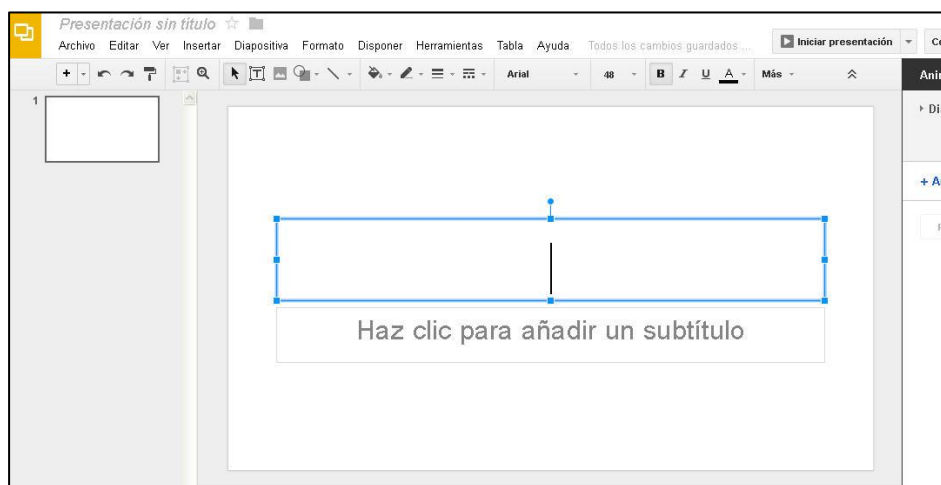 Presentación sin título
Archivo Editar Ver Insertar Diapositiva Formato Disponer Herramientas Tabla Ayuda Todos los cambios guardados ...
Iniciar presentación
Arial 48 B I U A Más
1
Haz clic para añadir un subtítulo